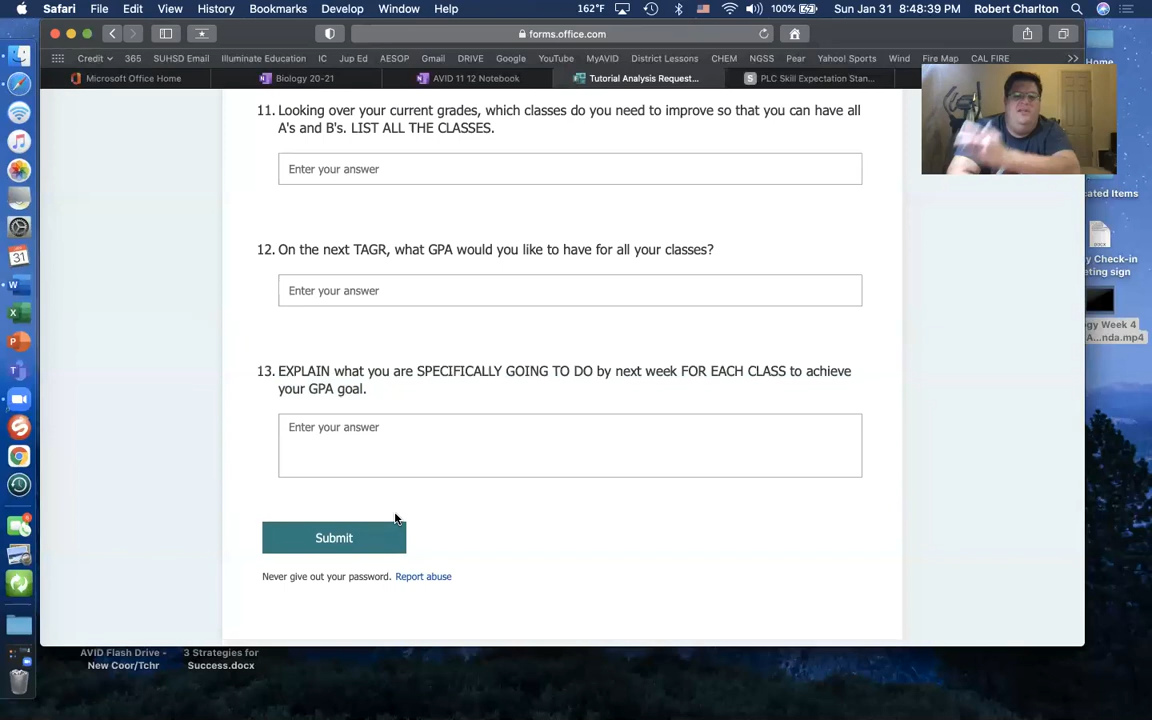 Safari File Edit View History Bookmarks Develop Window Help 162°F 100% Sun Jan 31 8:48:39 PM Robert Charlton
forms.office.com
Credit 365 SUHSD Email Illuminate Education IC Jup Ed AESOP Gmail DRIVE Google YouTube MyAVID District Lessons CHEM NGSS Pear Yahoo! Sports Wind Fire Map CAL FIRE
Microsoft Office Home Biology 20-21 AVID 11 12 Notebook Tutorial Analysis Request... S PLC Skill Expectation Stan...
Home
11. Looking over your current grades, which classes do you need to improve so that you can have all
A's and B's. LIST ALL THE CLASSES.
Enter your answer
cated Items
12. On the next TAGR, what GPA would you like to have for all your classes?
y Check-in
eting sign
Enter your answer
gy Week 4
A...nda.mp4
13. EXPLAIN what you are SPECIFICALLY GOING TO DO by next week FOR EACH CLASS to achieve
your GPA goal.
Enter your answer
Submit
Never give out your password. Report abuse
AVID Flash Drive - New Coor/Tchr
3 Strategies for Success.docx